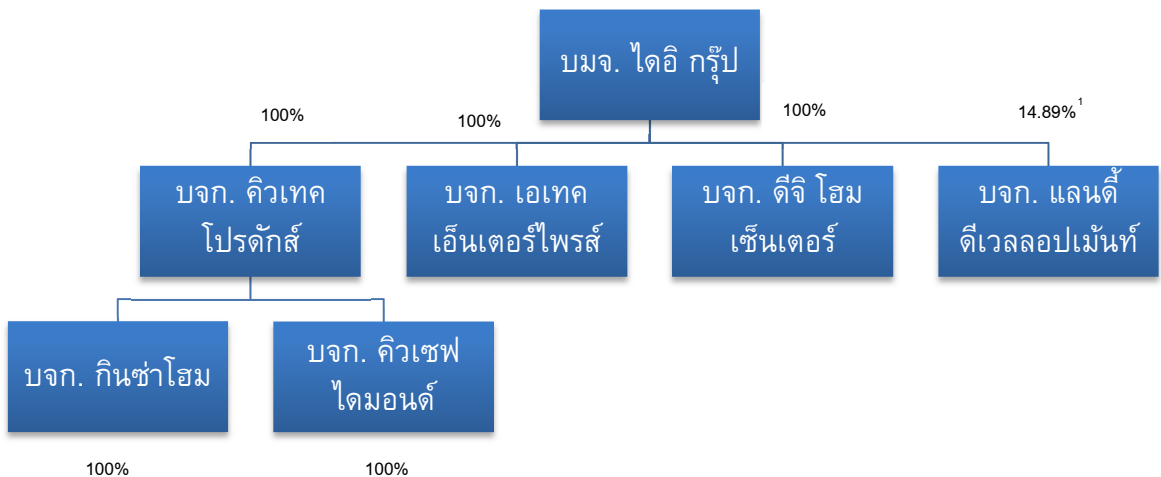 บมจ. ไดอิ กรุ๊ป
100%
100%
100%
14.89%¹
บจก. คิวเทค
โปรดักส์
บจก. เอเทค
เอ็นเตอร์ไพรส์
บจก. ดีจิ โฮม
เซ็นเตอร์
บจก. แลนดี้
ดีเวลลอปเม้นท์
บจก. กินซ่าโฮม
บจก. คิวเซฟ
ไดมอนด์
100%
100%